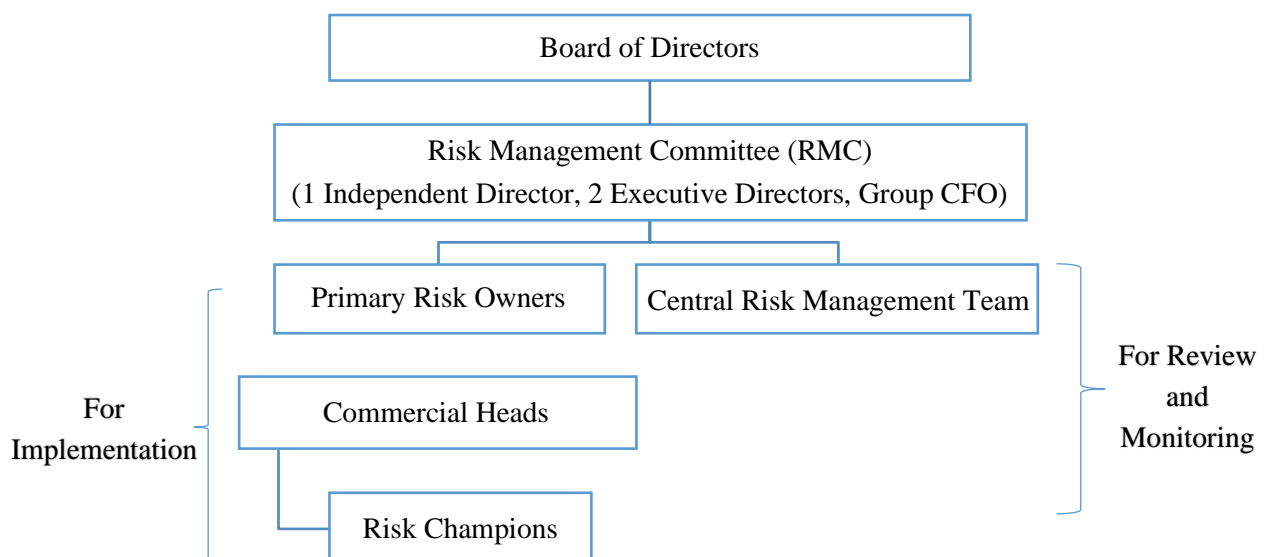 Board of Directors
Risk Management Committee (RMC)
(1 Independent Director, 2 Executive Directors, Group CFO)
Primary Risk Owners
Central Risk Management Team
For Review
and
Monitoring
For
Implementation
Commercial Heads
Risk Champions